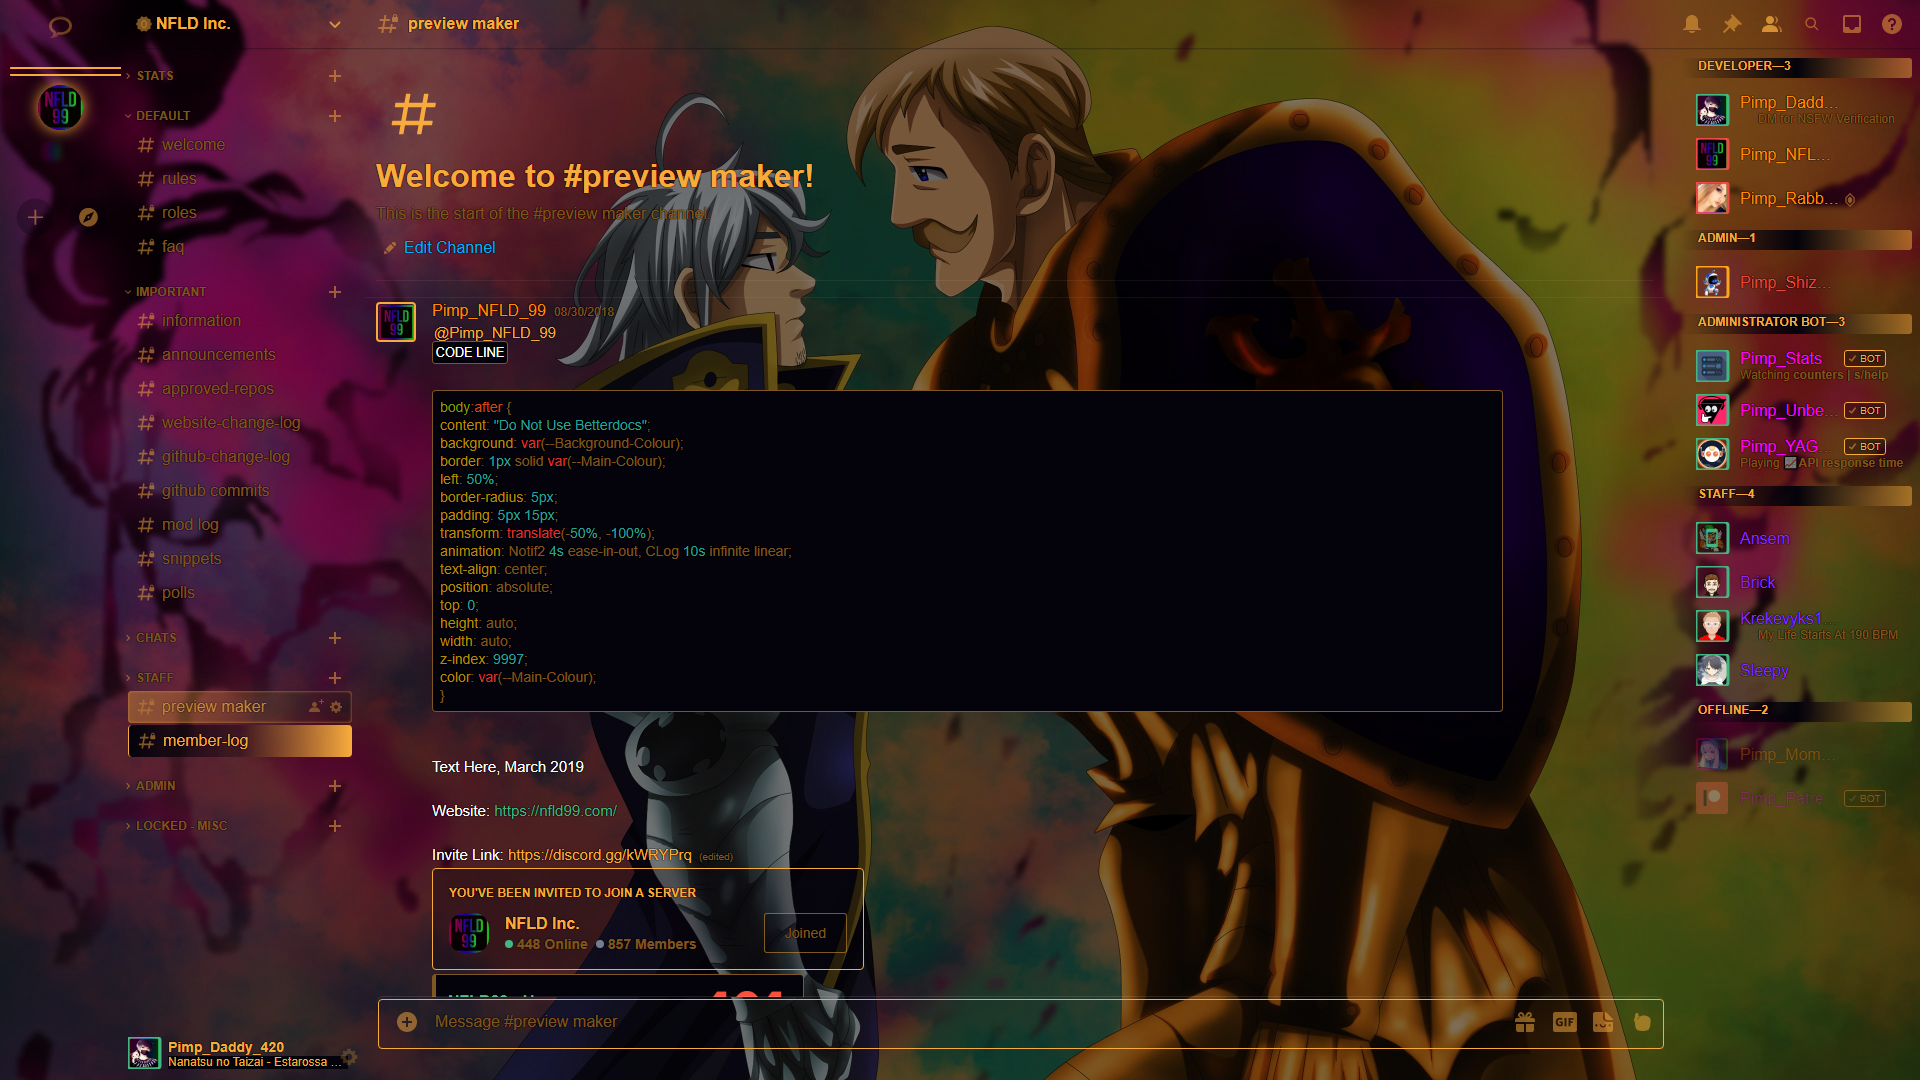 NFLD Inc.
preview maker
NFLD
99
STATS
DEFAULT
welcome
rules
roles
faq
IMPORTANT
information
announcements
approved-repos
website-change-log
github-change-log
github commits
mod log
snippets
polls
CHATS
STAFF
preview maker
member-log
ADMIN
LOCKED - MISC
Pimp_Daddy_420
Nanatsu no Taizai - Estarossa ...
Welcome to #preview maker!
This is the start of the #preview maker channel.
Edit Channel
NFLD
99
Pimp_NFLD_99 08/30/2018
@Pimp_NFLD_99
CODE LINE
body:after {
content: "Do Not Use Betterdocs";
background: var(--Background-Colour);
border: 1px solid var(--Main-Colour);
left: 50%;
border-radius: 5px;
padding: 5px 15px;
transform: translate(-50%, -100%);
animation: Notif2 4s ease-in-out, CLog 10s infinite linear;
text-align: center;
position: absolute;
top: 0;
height: auto;
width: auto;
z-index: 9997;
color: var(--Main-Colour);
}
Text Here, March 2019
Website: https://nfld99.com/
Invite Link: https://discord.gg/kWRYPrq (edited)
YOU'VE BEEN INVITED TO JOIN A SERVER
NFLD
99
NFLD Inc.
448 Online 857 Members
Joined
Message #preview maker
GIF
DEVELOPER—3
Pimp_Dadd...
DM for NSFW Verification
NFLD
99
Pimp_NFL...
Pimp_Rabb...
ADMIN—1
Pimp_Shiz...
ADMINISTRATOR BOT—3
Pimp_Stats ✓ BOT
Watching counters | s/help
Pimp_Unbe... ✓ BOT
Pimp_YAG ✓ BOT
Playing API response time
STAFF—4
Ansem
Brick
Krekevyks1...
My Life Starts At 190 BPM
Sleepy
OFFLINE—2
Pimp_Mom...
Pimp_Patre... ✓ BOT